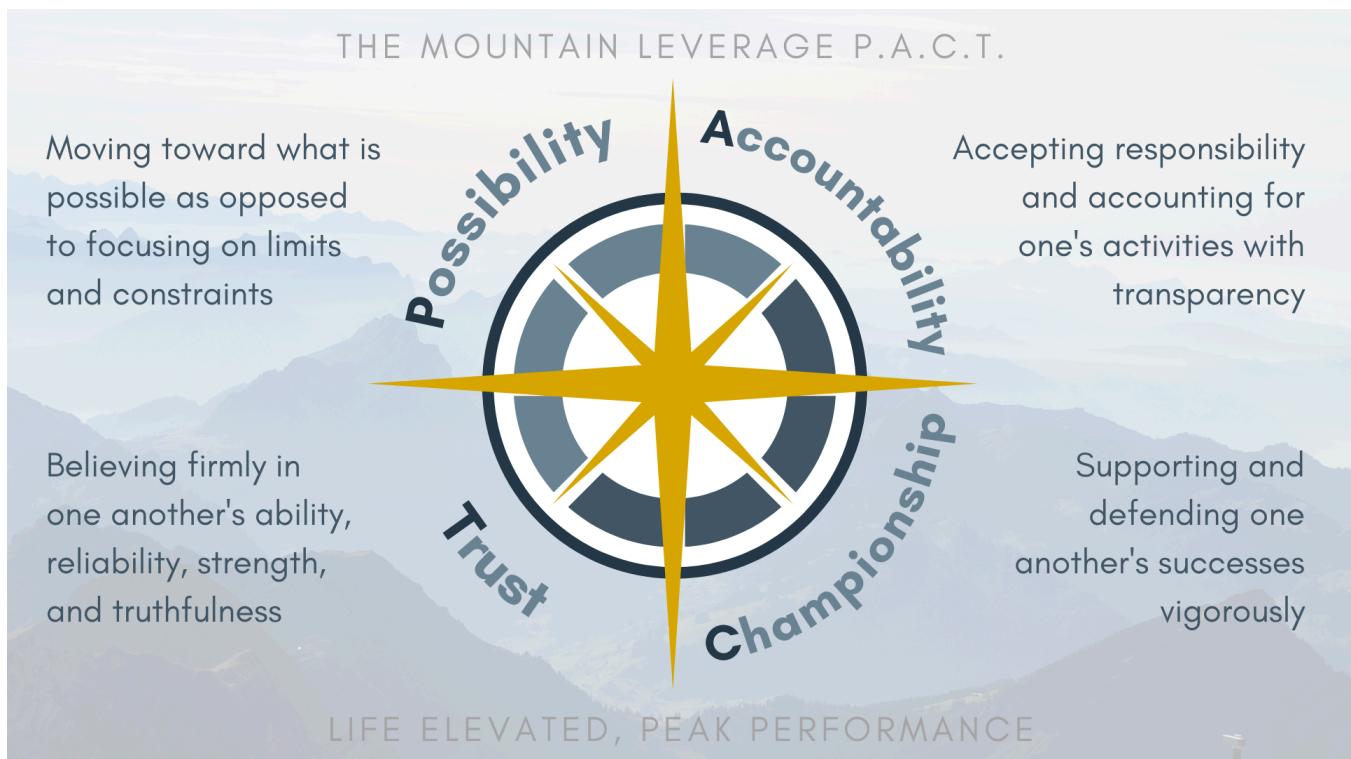 THE MOUNTAIN LEVERAGE P.A.C.T.
Possibility
Moving toward what is
possible as opposed
to focusing on limits
and constraints
Accountability
Accepting responsibility
and accounting for
one's activities with
transparency
Championship
Supporting and
defending one
another's successes
vigorously
Trust
Believing firmly in
one another's ability,
reliability, strength,
and truthfulness
LIFE ELEVATED, PEAK PERFORMANCE